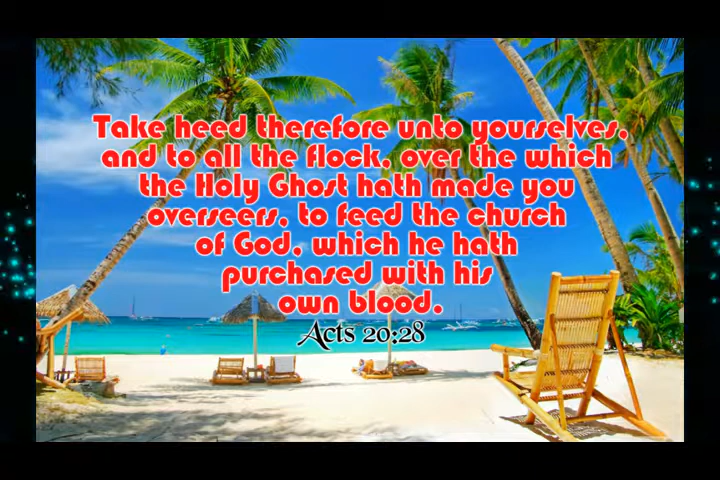 Take heed therefore unto yourselves,
and to all the flock, over the which
the Holy Ghost hath made you
overseers, to feed the church
of God, which he hath
purchased with his
own blood.
Acts 20:28